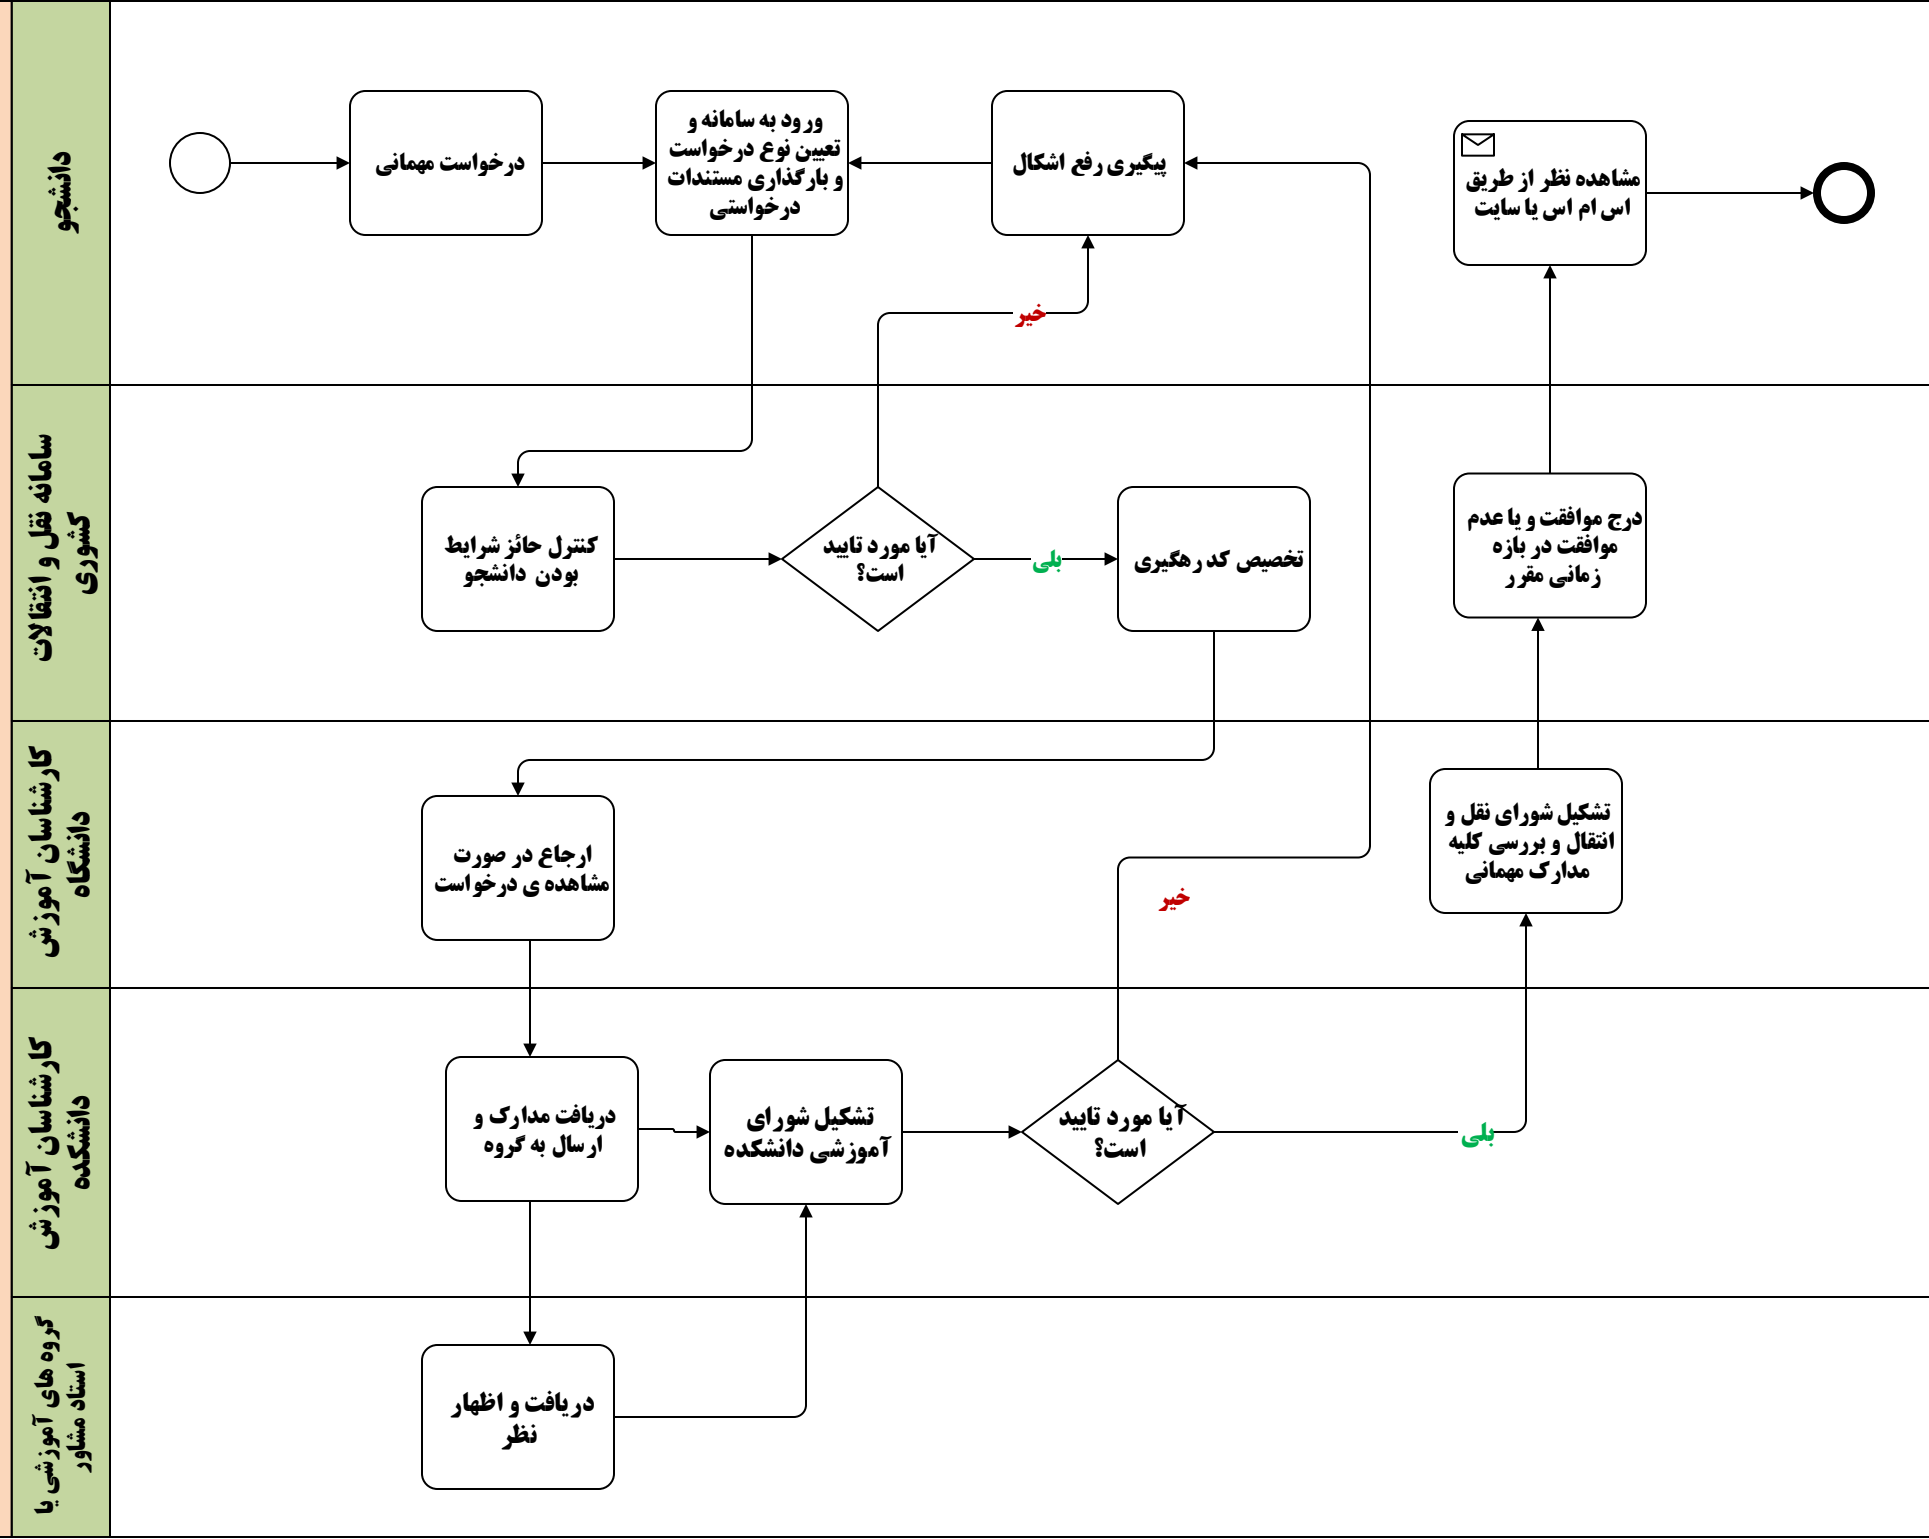 دانشجو
درخواست مهمانی
ورود به سامانه و
تعیین نوع درخواست
و بارگذاری مستندات
درخواستی
پیگیری رفع اشکال
مشاهده نظر از طریق
اس ام اس یا سایت
خیر
سامانه نقل و انتقالات
کشوری
کنترل حائز شرایط
بودن دانشجو
آیا مورد تایید
است؟
بلی
تخصیص کد رهگیری
درج موافقت و یا عدم
موافقت در بازه
زمانی مقرر
کارشناسان آموزش
دانشگاه
ارجاع در صورت
مشاهده ی درخواست
خیر
تشکیل شورای نقل و
انتقال و بررسی کلیه
مدارک مهمانی
کارشناسان آموزش
دانشکده
دریافت مدارک و
ارسال به گروه
تشکیل شورای
آموزشی دانشکده
آیا مورد تایید
است؟
بلی
گروه های آموزشی یا
استاد مشاور
دریافت و اظهار
نظر